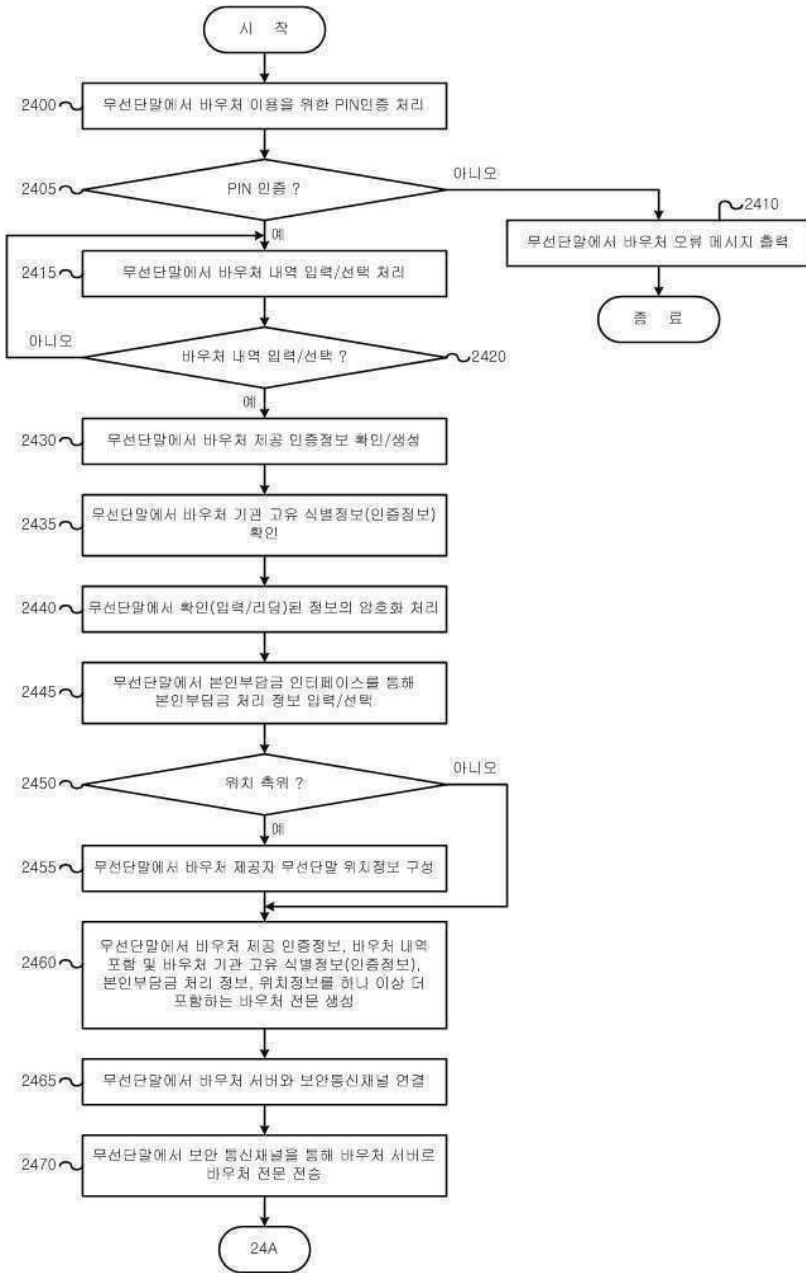 시 작
2400
무선단말에서 바우처 이용을 위한 PIN인증 처리
2405
PIN 인증 ?
아니오
예
2410
무선단말에서 바우처 오류 메시지 출력
종 료
2415
무선단말에서 바우처 내역 입력/선택 처리
아니오
바우처 내역 입력/선택 ?
2420
예
2430
무선단말에서 바우처 제공 인증정보 확인/생성
2435
무선단말에서 바우처 기관 고유 식별정보(인증정보)
확인
2440
무선단말에서 확인(입력/리딩)된 정보의 암호화 처리
2445
무선단말에서 본인부담금 인터페이스를 통해
본인부담금 처리 정보 입력/선택
2450
위치 측위 ?
아니오
예
2455
무선단말에서 바우처 제공자 무선단말 위치정보 구성
2460
무선단말에서 바우처 제공 인증정보, 바우처 내역
포함 및 바우처 기관 고유 식별정보(인증정보),
본인부담금 처리 정보, 위치정보를 하나 이상 더
포함하는 바우처 전문 생성
2465
무선단말에서 바우처 서버와 보안통신채널 연결
2470
무선단말에서 보안 통신채널을 통해 바우처 서버로
바우처 전문 전송
24A